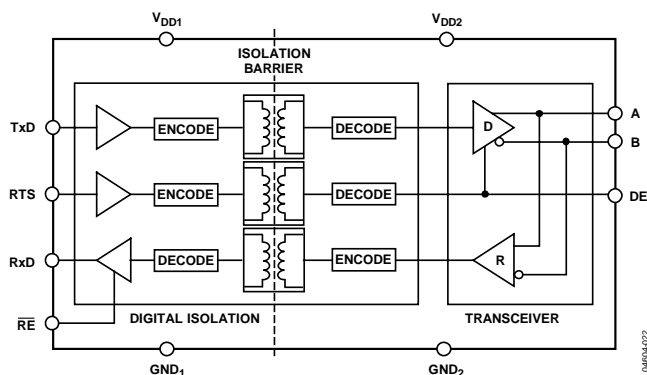 VDD1
VDD2
ISOLATION
BARRIER
TxD
ENCODE
DECODE
D
A
B
RTS
ENCODE
DECODE
DE
RxD
DECODE
ENCODE
R
RE
DIGITAL ISOLATION
TRANSCEIVER
GND1
GND2
04604-022